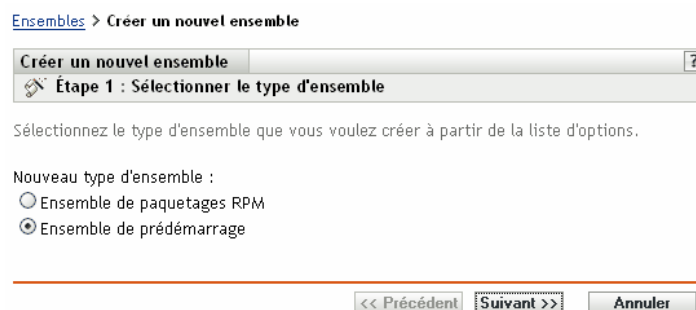 Ensembles > Créer un nouvel ensemble
Créer un nouvel ensemble ?
Étape 1 : Sélectionner le type d'ensemble
Sélectionnez le type d'ensemble que vous voulez créer à partir de la liste d'options.
Nouveau type d'ensemble :
Ensemble de paquetages RPM
Ensemble de prédémarrage
<< Précédent Suivant >> Annuler